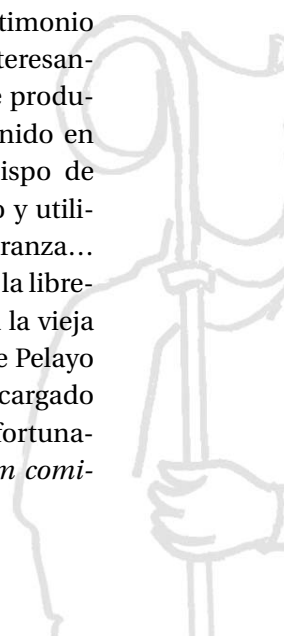 timonio
teresan-
e produ-
nido en
ispo de
o y utili-
ranza…
la libre-
la vieja
e Pelayo
cargado
fortuna-
m comi-